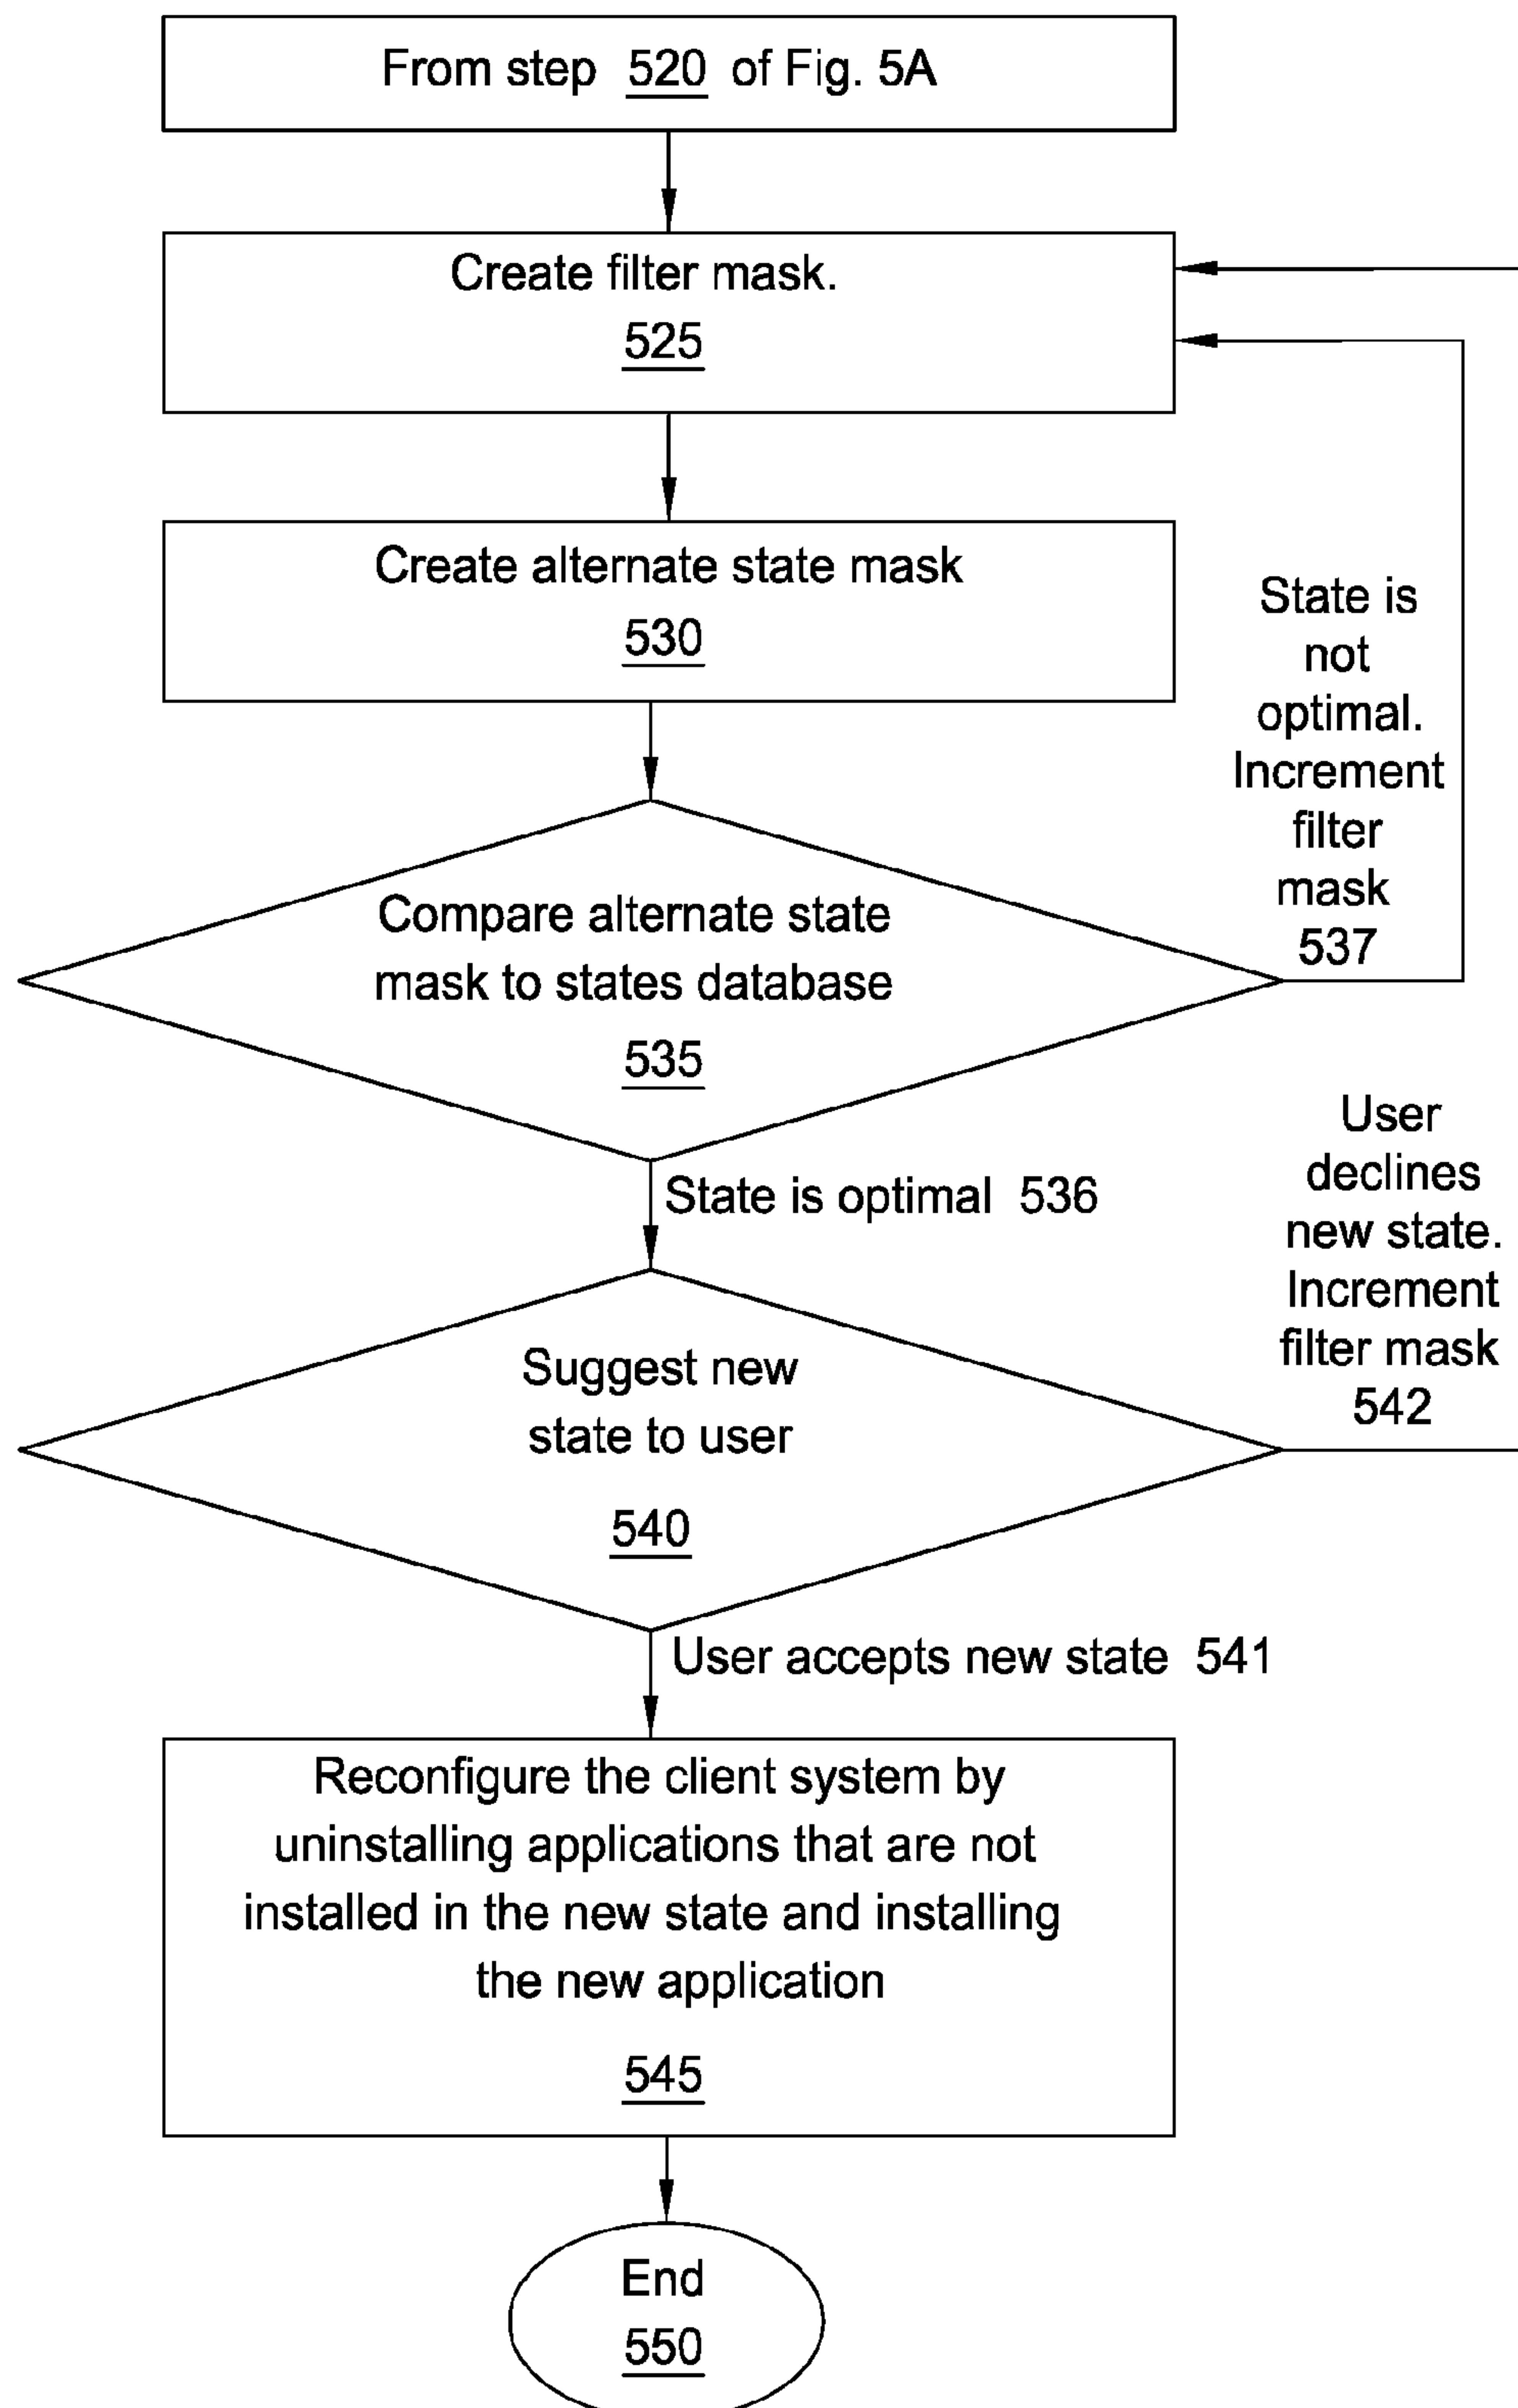 From step 520 of Fig. 5A
Create filter mask.
525
Create alternate state mask
530
State is
not
optimal.
Increment
filter
mask
537
Compare alternate state
mask to states database
535
State is optimal 536
User
declines
new state.
Increment
filter mask
542
Suggest new
state to user
540
User accepts new state 541
Reconfigure the client system by
uninstalling applications that are not
installed in the new state and installing
the new application
545
End
550